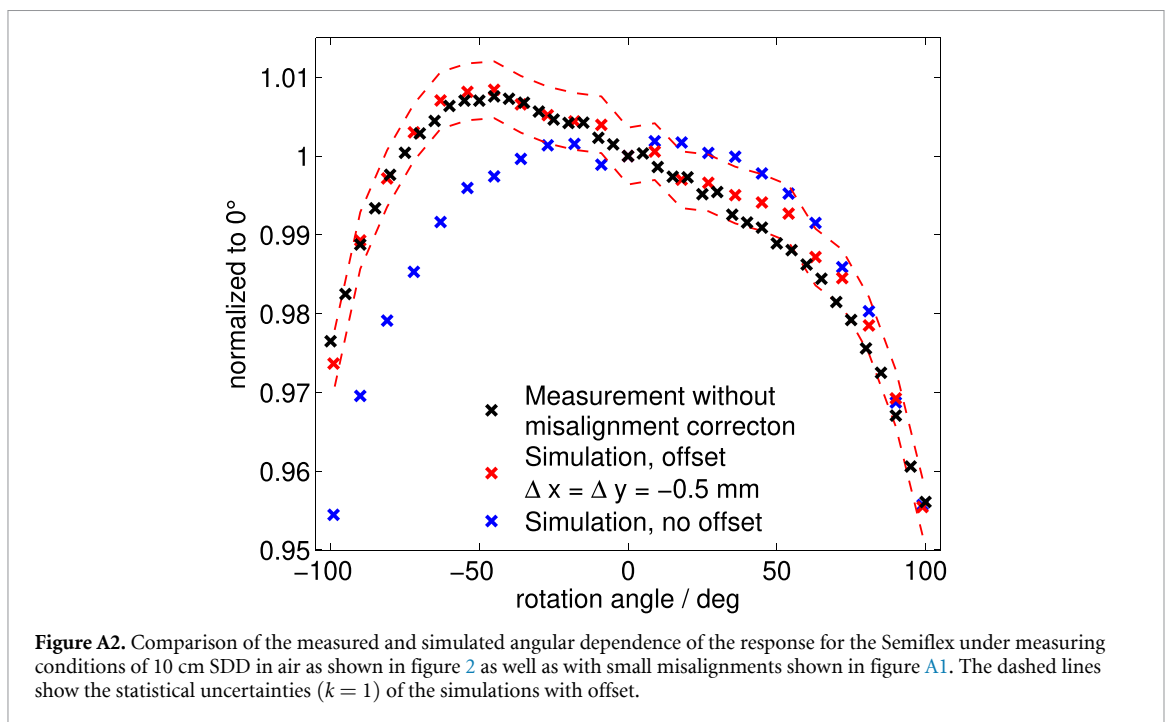 1.01
1
0.99
0.98
0.97
0.96
0.95
normalized to 0°
Measurement without
misalignment correcton
Simulation, offset
Δ x = Δ y = −0.5 mm
Simulation, no offset
−100
−50
0
50
100
rotation angle / deg
Figure A2. Comparison of the measured and simulated angular dependence of the response for the Semiflex under measuring
conditions of 10 cm SDD in air as shown in figure 2 as well as with small misalignments shown in figure A1. The dashed lines
show the statistical uncertainties (k = 1) of the simulations with offset.